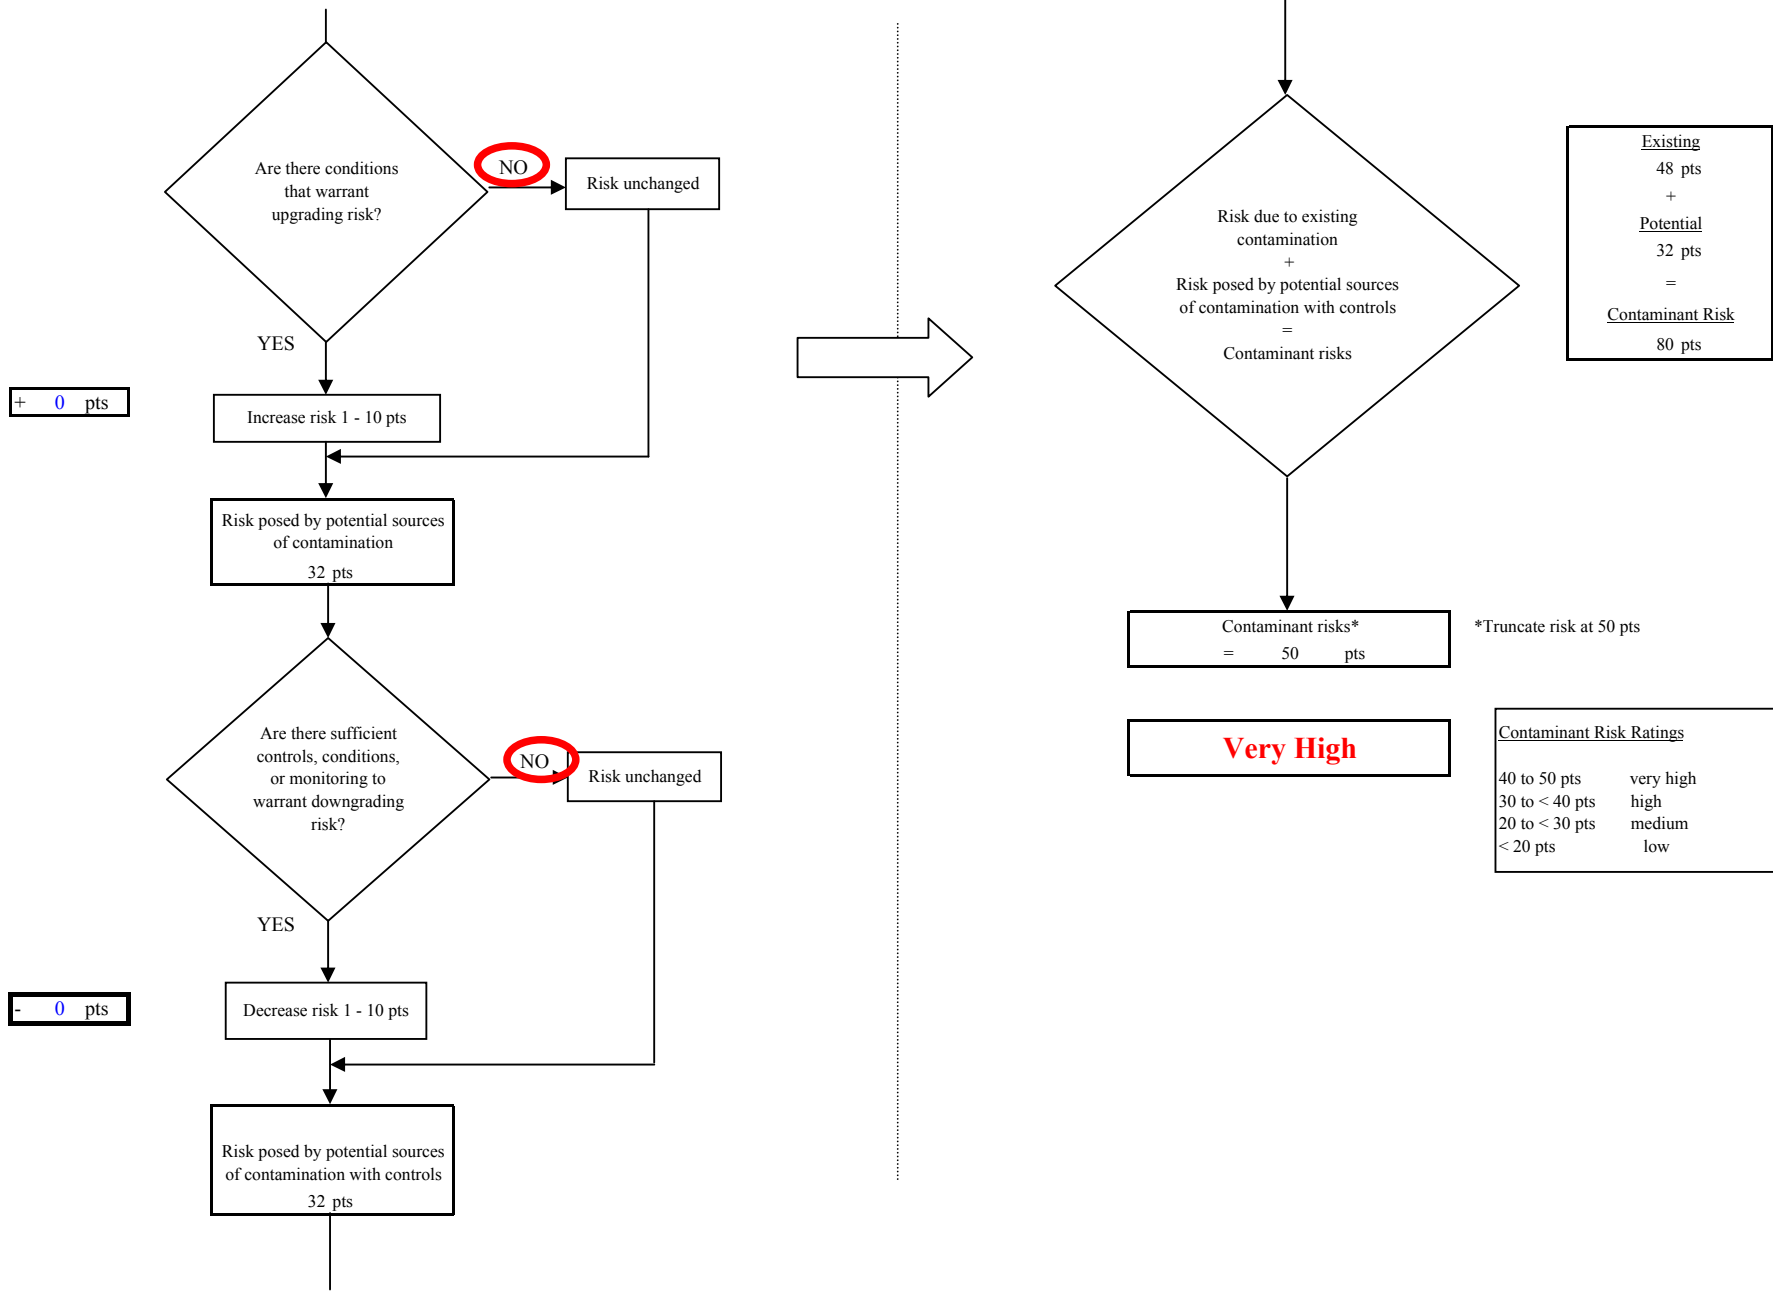 Are there conditions
that warrant
upgrading risk?
NO
Risk unchanged
YES
+ 0 pts
Increase risk 1 - 10 pts
Risk posed by potential sources
of contamination
32 pts
Are there sufficient
controls, conditions,
or monitoring to
warrant downgrading
risk?
NO
Risk unchanged
YES
- 0 pts
Decrease risk 1 - 10 pts
Risk posed by potential sources
of contamination with controls
32 pts
Risk due to existing
contamination
+
Risk posed by potential sources
of contamination with controls
=
Contaminant risks
Existing
48 pts
+
Potential
32 pts
=
Contaminant Risk
80 pts
Contaminant risks*
= 50 pts
*Truncate risk at 50 pts
Very High
Contaminant Risk Ratings
40 to 50 pts very high
30 to < 40 pts high
20 to < 30 pts medium
< 20 pts low